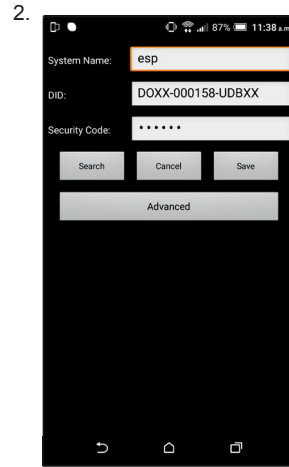 2.
87% 11:38 a.m
System Name: esp
DID: DOXX-000158-UDBXX
Security Code: ••••••
Search Cancel Save
Advanced